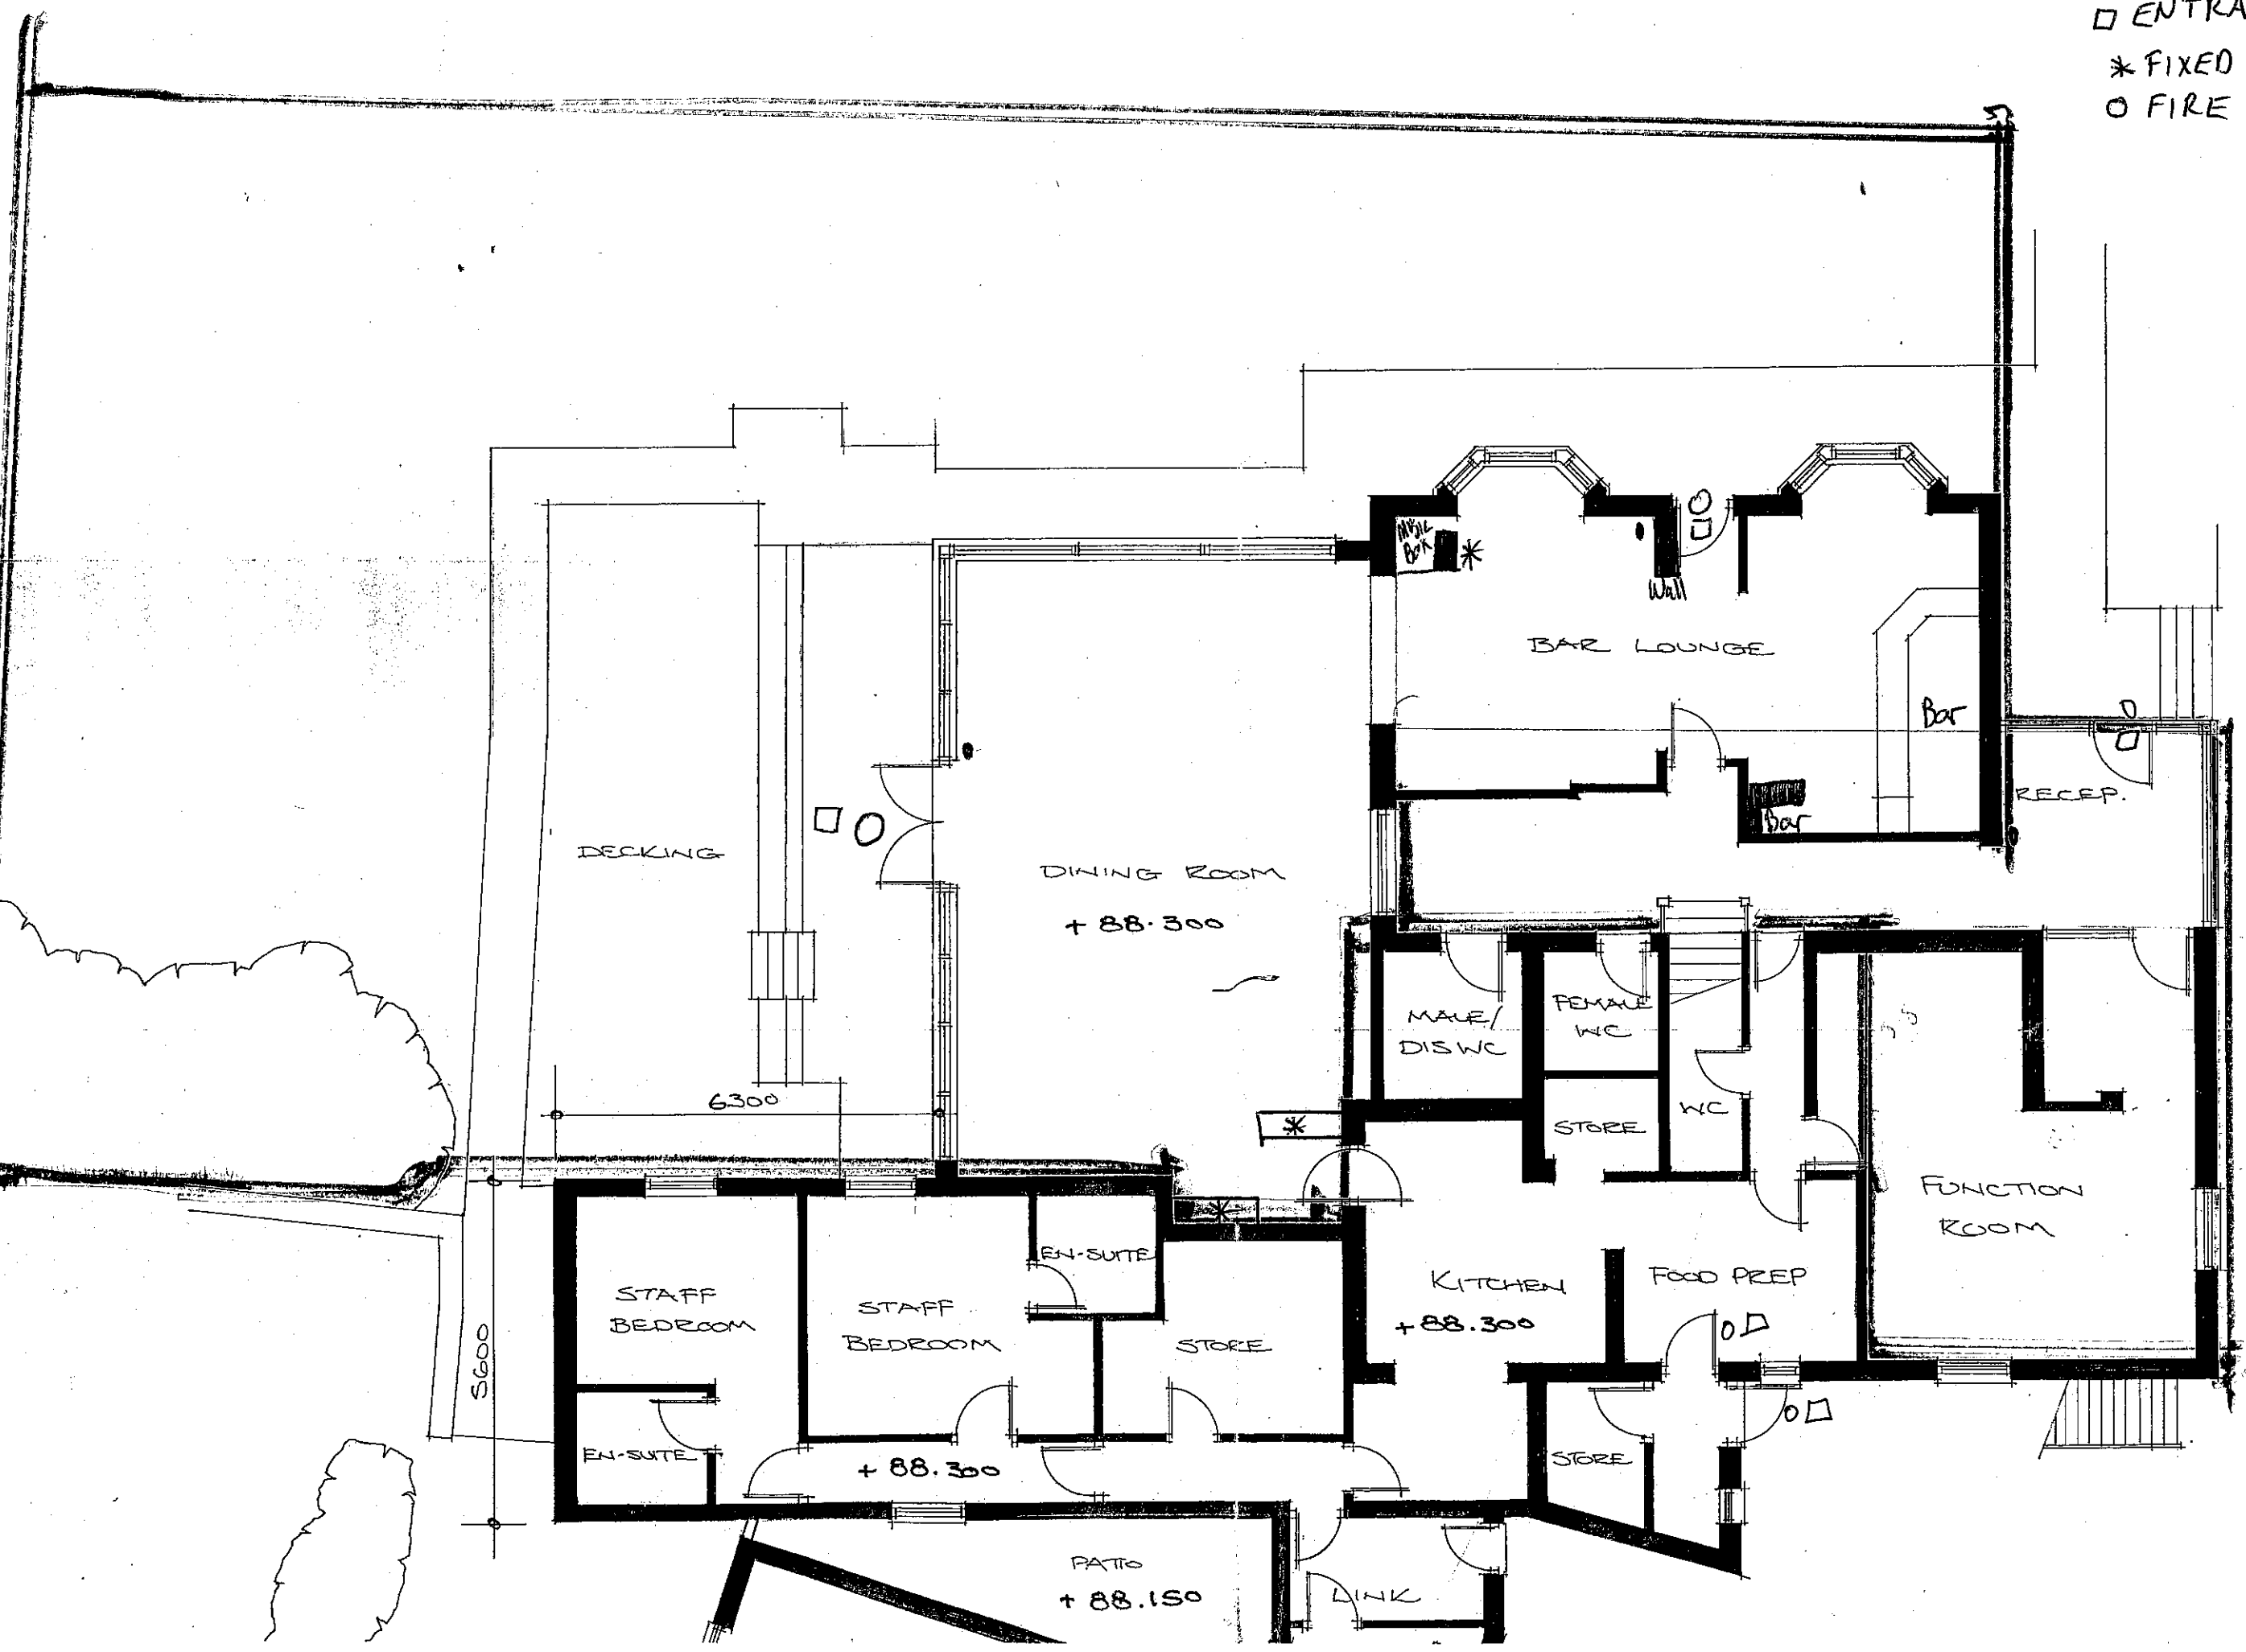 □ ENTRA
* FIXED
○ FIRE
MUSIC
BOX
Wall
BAR LOUNGE
Bar
RECEP.
Bar
DECKING
DINING ROOM
+ 88.300
MALE/
DIS WC
FEMALE
WC
6300
WC
STORE
FUNCTION
ROOM
EN-SUITE
STAFF
BEDROOM
STAFF
BEDROOM
STORE
KITCHEN
+ 88.300
FOOD PREP
5600
EN-SUITE
+ 88.300
STORE
PATIO
+ 88.150
LINK